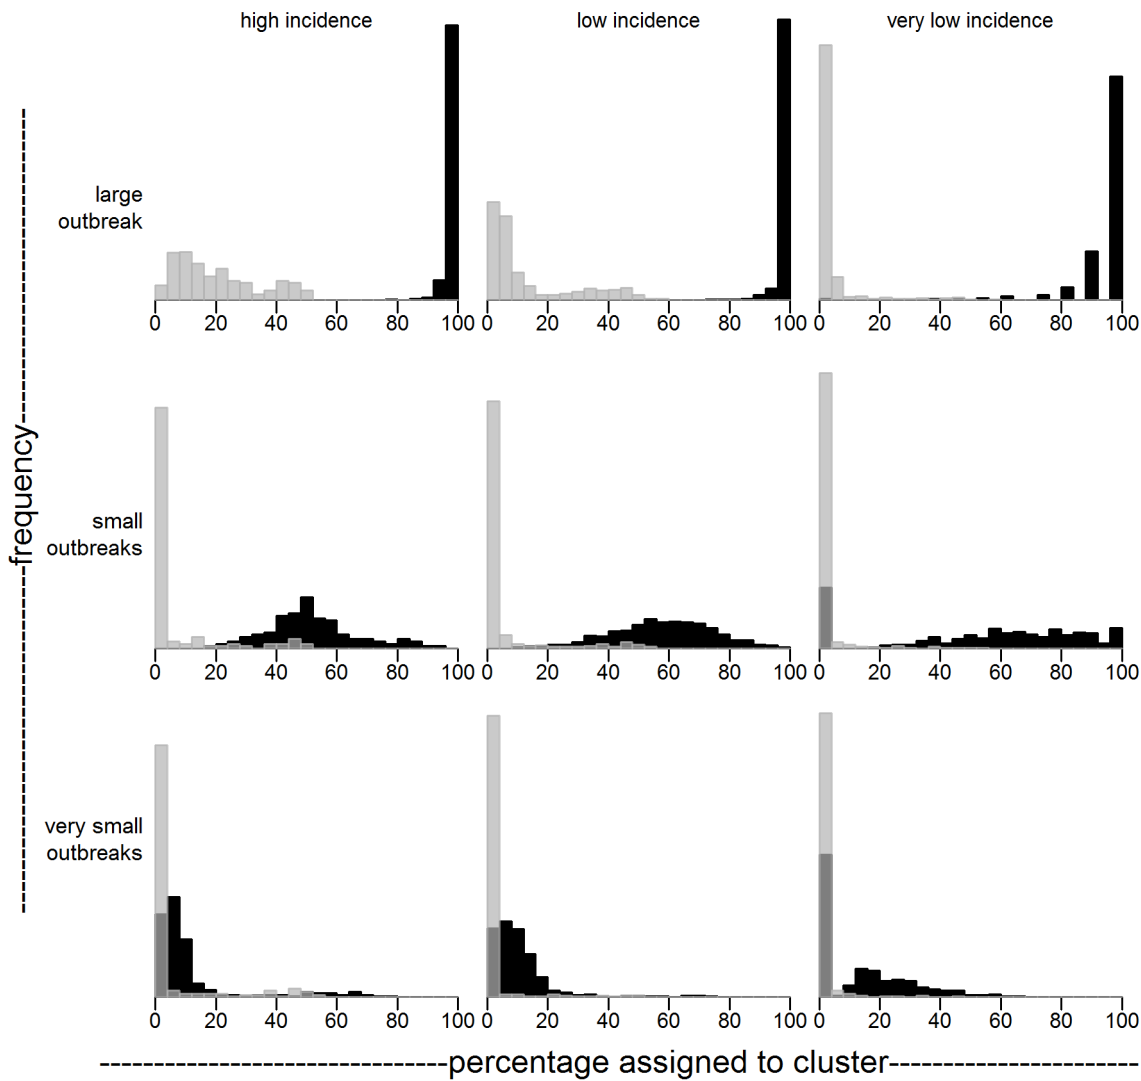 high incidence
low incidence
very low incidence
large
outbreak
0 20 40 60 80 100
0 20 40 60 80 100
0 20 40 60 80 100
frequency
small
outbreaks
0 20 40 60 80 100
0 20 40 60 80 100
0 20 40 60 80 100
very small
outbreaks
0 20 40 60 80 100
0 20 40 60 80 100
0 20 40 60 80 100
percentage assigned to cluster